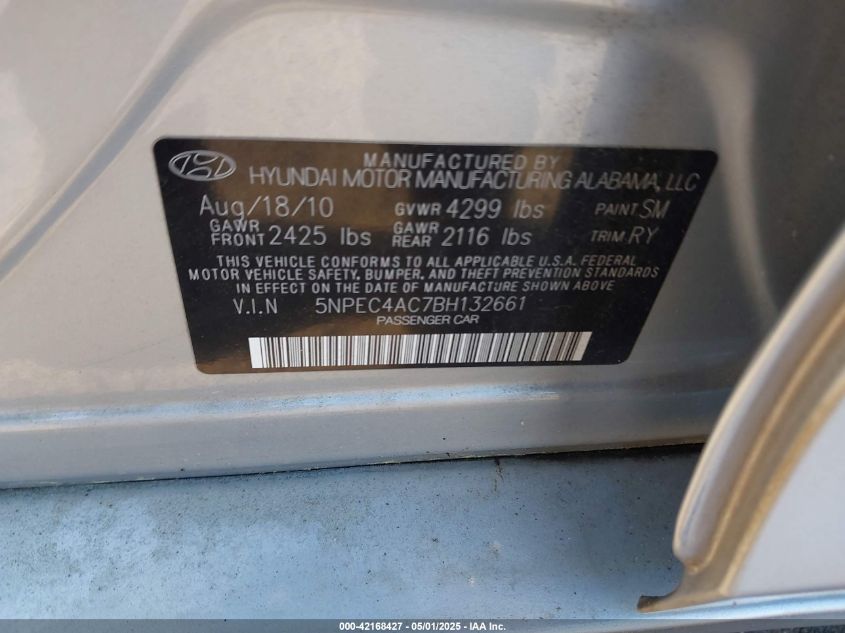 MANUFACTURED BY
HYUNDAI MOTOR MANUFACTURING ALABAMA, LLC
Aug/18/10 GVWR 4299 lbs PAINT SM
GAWR FRONT 2425 lbs GAWR REAR 2116 lbs TRIM RY
THIS VEHICLE CONFORMS TO ALL APPLICABLE U.S.A. FEDERAL
MOTOR VEHICLE SAFETY, BUMPER, AND THEFT PREVENTION STANDARDS
IN EFFECT ON THE DATE OF MANUFACTURE SHOWN ABOVE
V.I.N 5NPEC4AC7BH132661
PASSENGER CAR
000-42168427 - 05/01/2025 - IAA Inc.